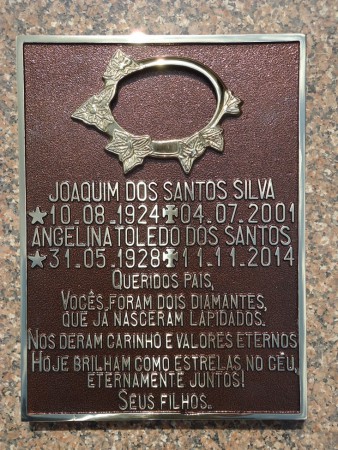 JOAQUIM DOS SANTOS SILVA
★10.08.1924✠04.07.2001
ANGELINA TOLEDO DOS SANTOS
★31.05.1928✠11.11.2014
QUERIDOS PAIS,
VOCÊS FORAM DOIS DIAMANTES,
QUE JÁ NASCERAM LAPIDADOS.
NOS DERAM CARINHO E VALORES ETERNOS
HOJE BRILHAM COMO ESTRELAS NO CÉU,
ETERNAMENTE JUNTOS!
SEUS FILHOS.